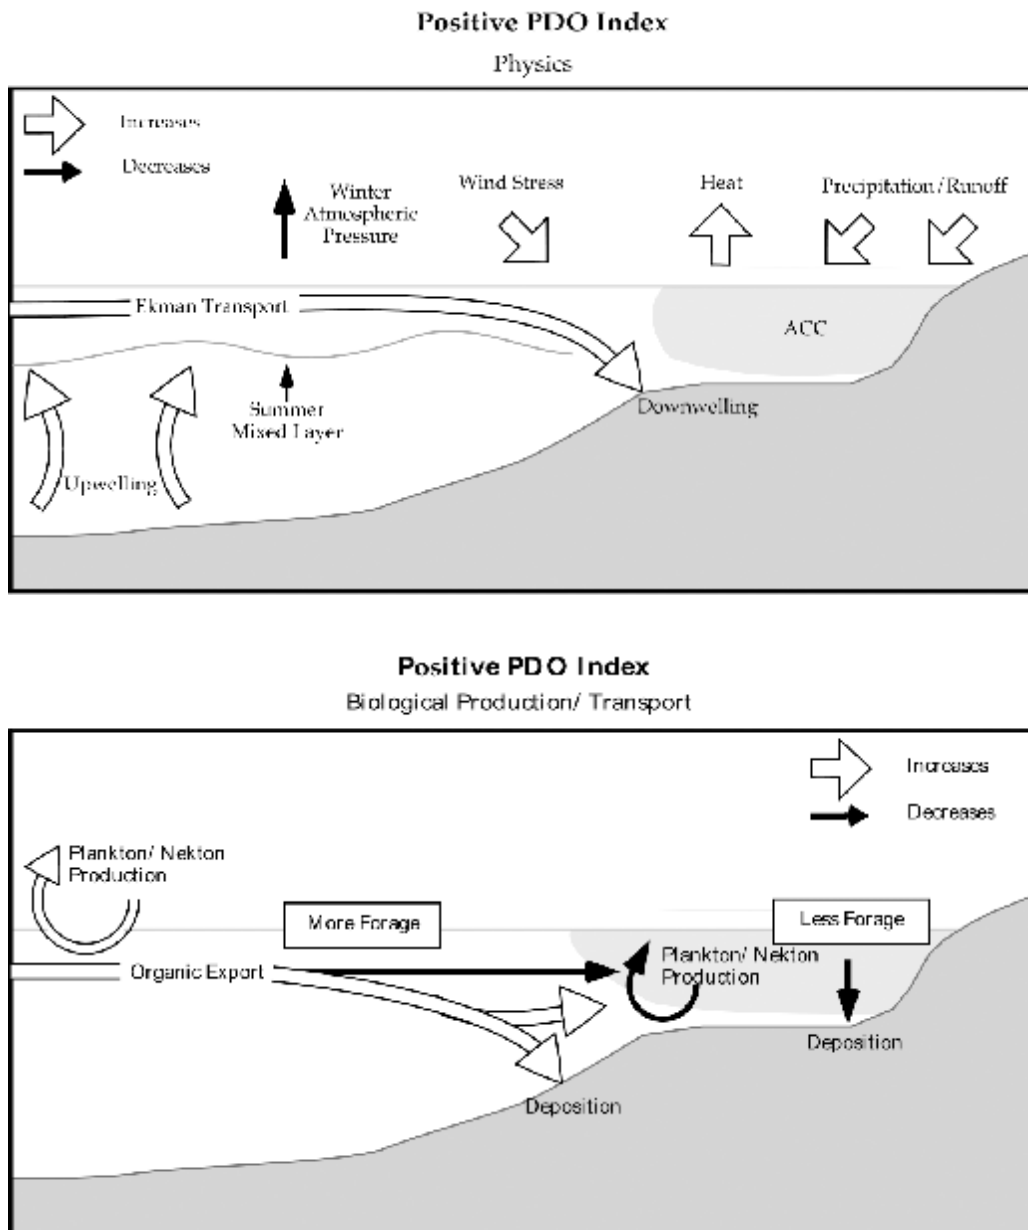 Positive PDO Index
Physics
Increases
Decreases
Winter
Atmospheric
Pressure
Wind Stress
Heat
Precipitation/Runoff
Ekman Transport
ACC
Summer
Mixed Layer
Downwelling
Upwelling
Positive PDO Index
Biological Production/ Transport
Increases
Decreases
Plankton/ Nekton
Production
More Forage
Less Forage
Organic Export
Plankton/ Nekton
Production
Deposition
Deposition